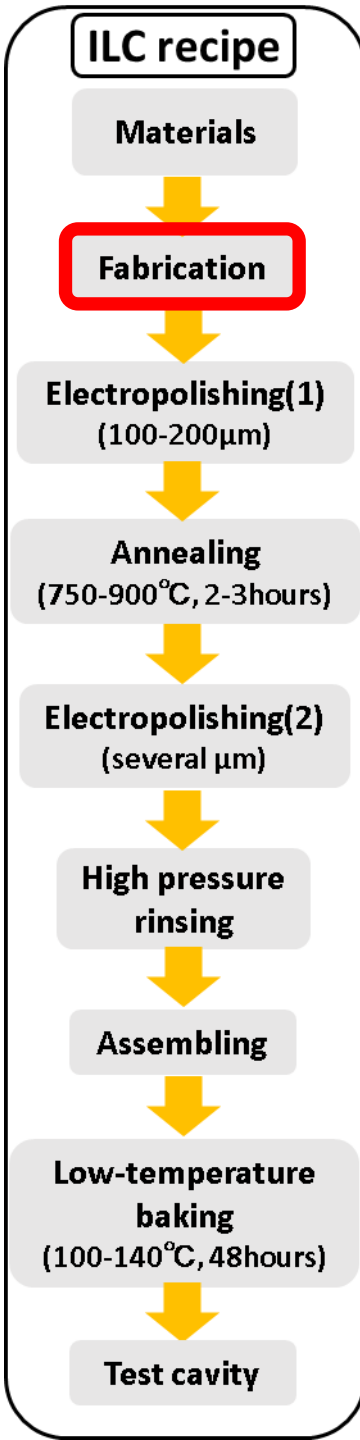 ILC recipe
Materials
Fabrication
Electropolishing(1)
(100-200μm)
Annealing
(750-900℃, 2-3hours)
Electropolishing(2)
(several μm)
High pressure
rinsing
Assembling
Low-temperature
baking
(100-140℃, 48hours)
Test cavity